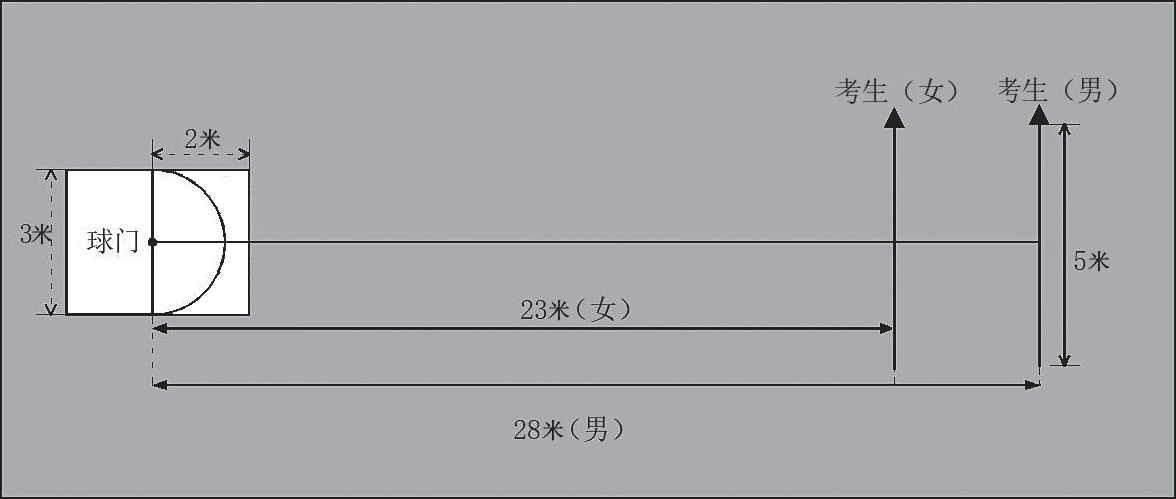 考生（女）
考生（男）
2米
3米
球门
5米
23米（女）
28米（男）